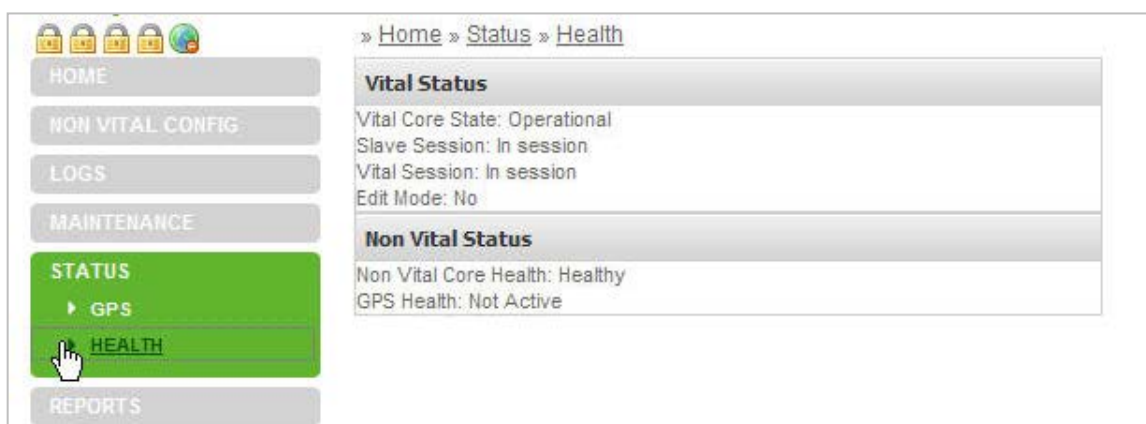 » Home » Status » Health
HOME
NON VITAL CONFIG
LOGS
MAINTENANCE
STATUS
GPS
HEALTH
REPORTS
Vital Status
Vital Core State: Operational
Slave Session: In session
Vital Session: In session
Edit Mode: No
Non Vital Status
Non Vital Core Health: Healthy
GPS Health: Not Active